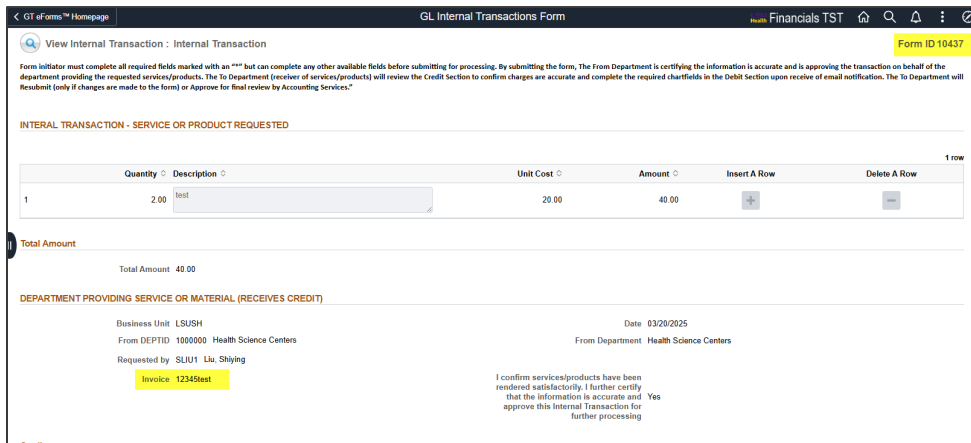 GT eForms™ Homepage
GL Internal Transactions Form
Health Financials TST
View Internal Transaction : Internal Transaction
Form ID 10437
Form initiator must complete all required fields marked with an "*" but can complete any other available fields before submitting for processing. By submitting the form, The From Department is certifying the information is accurate and is approving the transaction on behalf of the
department providing the requested services/products. The To Department (receiver of services/products) will review the Credit Section to confirm charges are accurate and complete the required chartfields in the Debit Section upon receive of email notification. The To Department will
Resubmit (only if changes are made to the form) or Approve for final review by Accounting Services."
INTERAL TRANSACTION - SERVICE OR PRODUCT REQUESTED
1 row
Quantity Description Unit Cost Amount Insert A Row Delete A Row
1 2.00 test 20.00 40.00
Total Amount
Total Amount 40.00
DEPARTMENT PROVIDING SERVICE OR MATERIAL (RECEIVES CREDIT)
Business Unit LSUSH
Date 03/20/2025
From DEPTID 1000000 Health Science Centers
From Department Health Science Centers
Requested by SLIU1 Liu, Shiying
Invoice 12345test
I confirm services/products have been
rendered satisfactorily. I further certify
that the information is accurate and Yes
approve this Internal Transaction for
further processing